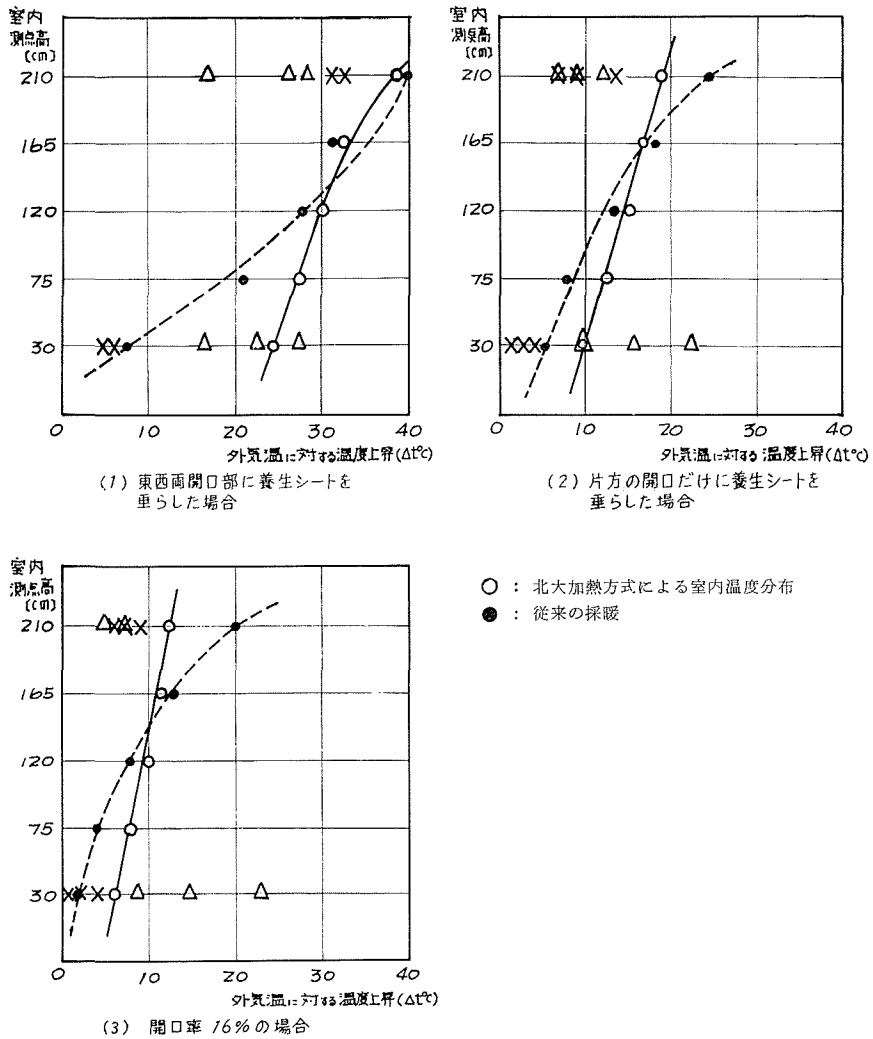 室内
測点高
[cm]
210
165
120
75
30
0 10 20 30 40
外気温に対する温度上昇(Δt℃)
(1) 東西両開口部に養生シートを
垂らした場合
室内
測点高
[cm]
210
165
120
75
30
0 10 20 30 40
外気温に対する温度上昇(Δt℃)
(2) 片方の開口だけに養生シートを
垂らした場合
室内
測点高
[cm]
210
165
120
75
30
0 10 20 30 40
外気温に対する温度上昇(Δt℃)
(3) 開口率 16%の場合
○ : 北大加熱方式による室内温度分布
● : 従来の採暖